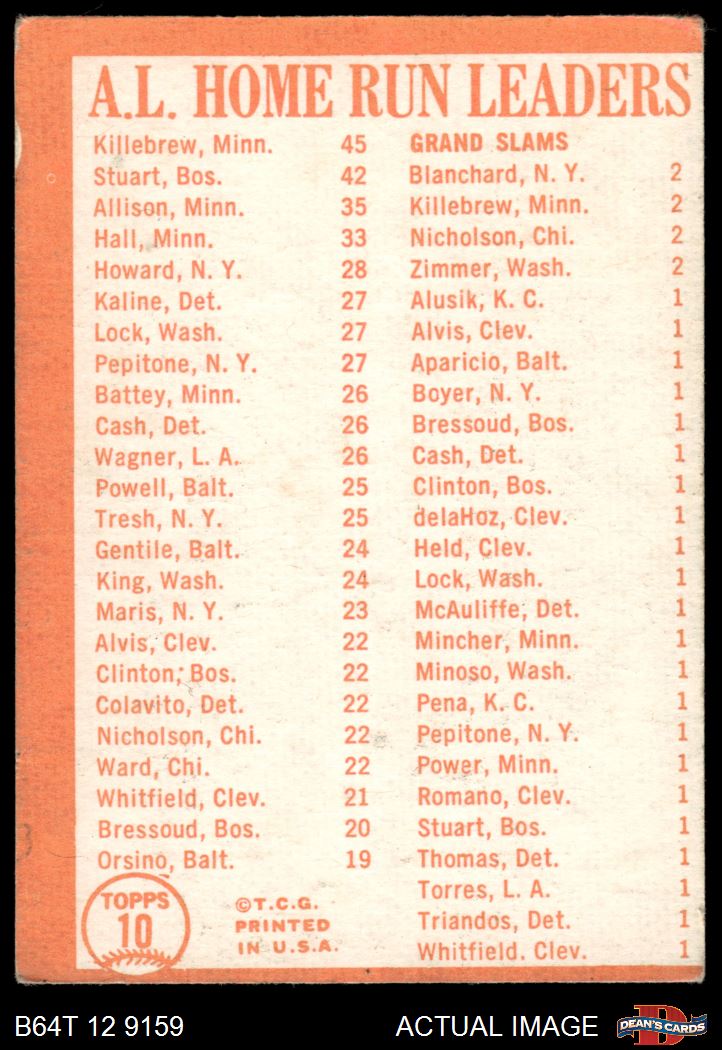 A.L. HOME RUN LEADERS
Killebrew, Minn. 45
Stuart, Bos. 42
Allison, Minn. 35
Hall, Minn. 33
Howard, N. Y. 28
Kaline, Det. 27
Lock, Wash. 27
Pepitone, N. Y. 27
Battey, Minn. 26
Cash, Det. 26
Wagner, L. A. 26
Powell, Balt. 25
Tresh, N. Y. 25
Gentile, Balt. 24
King, Wash. 24
Maris, N. Y. 23
Alvis, Clev. 22
Clinton, Bos. 22
Colavito, Det. 22
Nicholson, Chi. 22
Ward, Chi. 22
Whitfield, Clev. 21
Bressoud, Bos. 20
Orsino, Balt. 19
GRAND SLAMS
Blanchard, N. Y. 2
Killebrew, Minn. 2
Nicholson, Chi. 2
Zimmer, Wash. 2
Alusik, K. C. 1
Alvis, Clev. 1
Aparicio, Balt. 1
Boyer, N. Y. 1
Bressoud, Bos. 1
Cash, Det. 1
Clinton, Bos. 1
delaHoz, Clev. 1
Held, Clev. 1
Lock, Wash. 1
McAuliffe, Det. 1
Mincher, Minn. 1
Minoso, Wash. 1
Pena, K. C. 1
Pepitone, N. Y. 1
Power, Minn. 1
Romano, Clev. 1
Stuart, Bos. 1
Thomas, Det. 1
Torres, L. A. 1
Triandos, Det. 1
Whitfield. Clev. 1
TOPPS
10
©T.C.G.
PRINTED
IN U.S.A.
B64T 12 9159
ACTUAL IMAGE
D
DEAN'S CARDS